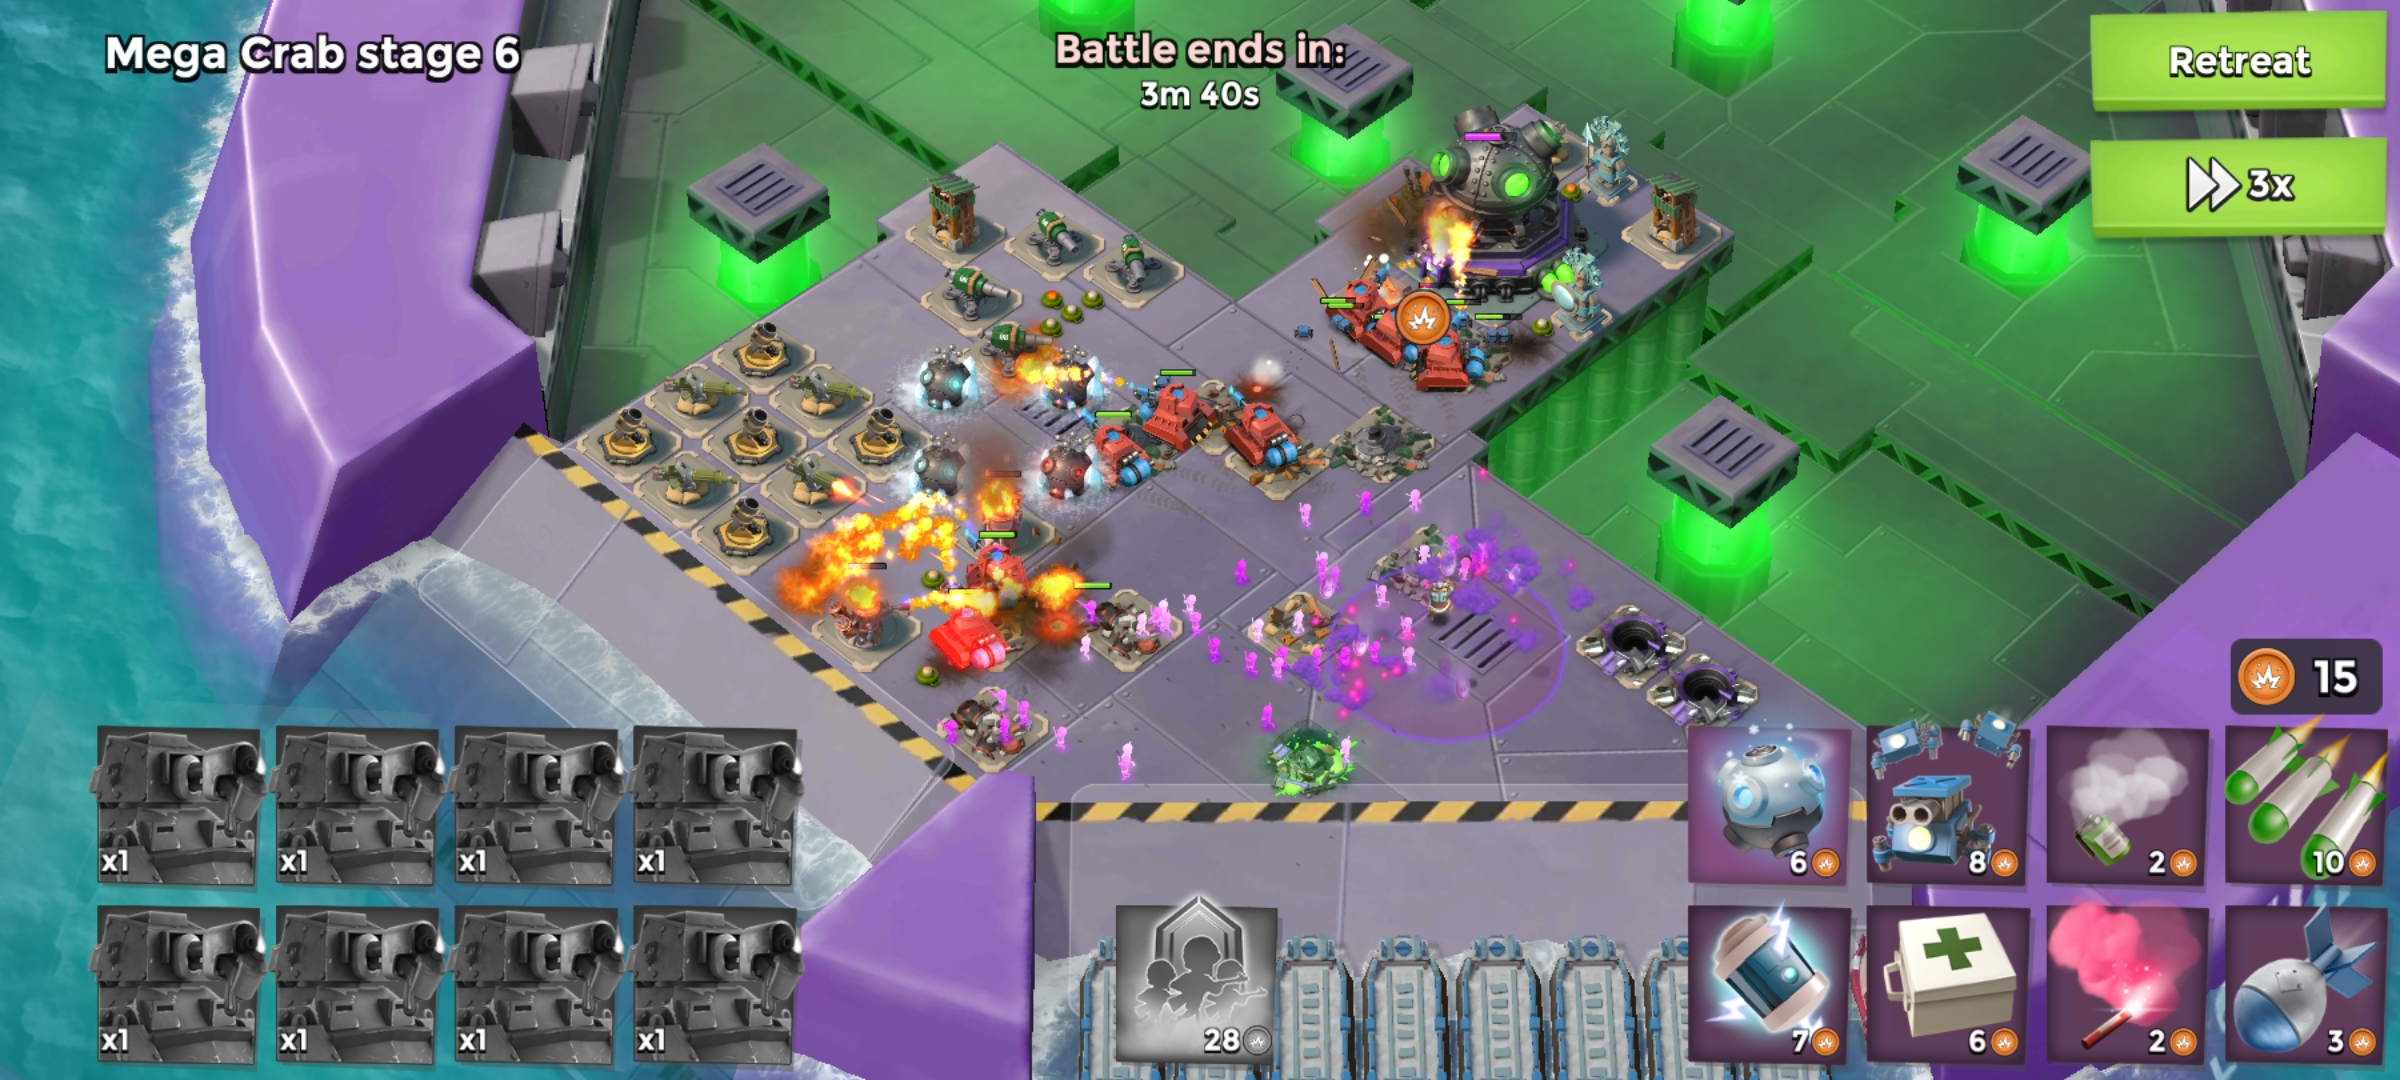 Mega Crab stage 6
Battle ends in:
3m 40s
Retreat
3x
15
x1
x1
x1
x1
6
8
2
10
x1
x1
x1
x1
28
7
6
2
3